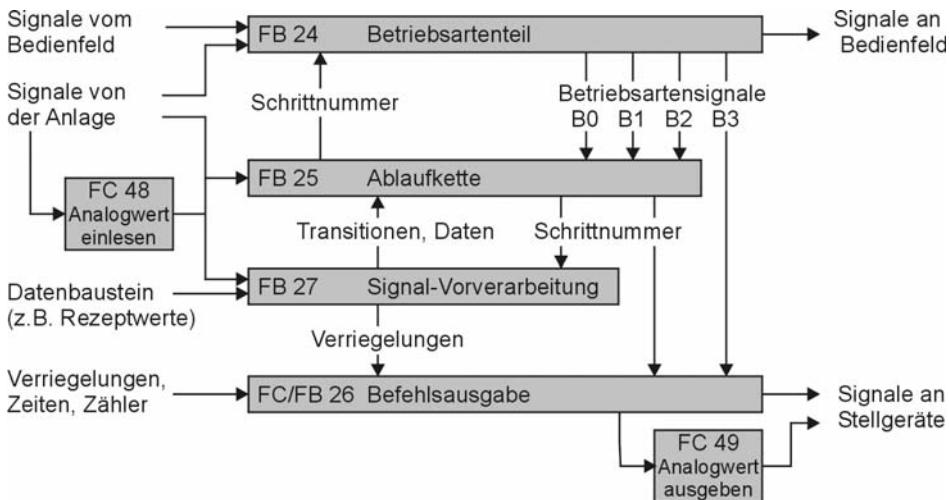 Signale vom
Bedienfeld
FB 24 Betriebsartenteil
Signale an
Bedienfeld
Signale von
der Anlage
Schrittnummer
Betriebsartensignale
B0 B1 B2 B3
FB 25 Ablaufkette
FC 48
Analogwert
einlesen
Transitionen, Daten
Schrittnummer
Datenbaustein
(z.B. Rezeptwerte)
FB 27 Signal-Vorverarbeitung
Verriegelungen
Verriegelungen,
Zeiten, Zähler
FC/FB 26 Befehlsausgabe
Signale an
Stellgeräte
FC 49
Analogwert
ausgeben